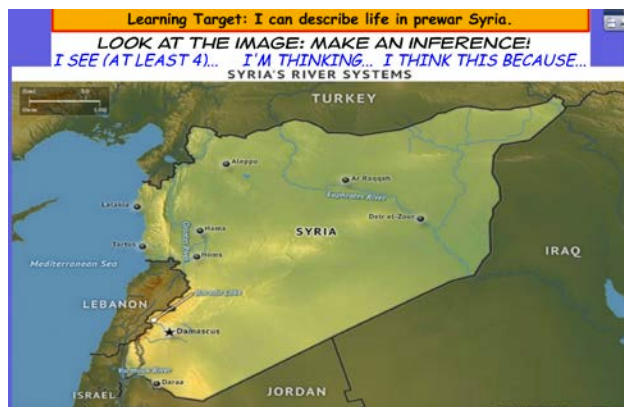 Learning Target: I can describe life in prewar Syria.
LOOK AT THE IMAGE: MAKE AN INFERENCE!
I SEE (AT LEAST 4)... I'M THINKING... I THINK THIS BECAUSE...
SYRIA'S RIVER SYSTEMS
TURKEY
Aleppo
Ar Raqqah
Euphrates River
Latakia
Deir el-Zour
Hama
SYRIA
Tartus
Homs
IRAQ
Mediterranean Sea
LEBANON
Damascus
River
Daraa
ISRAEL
JORDAN